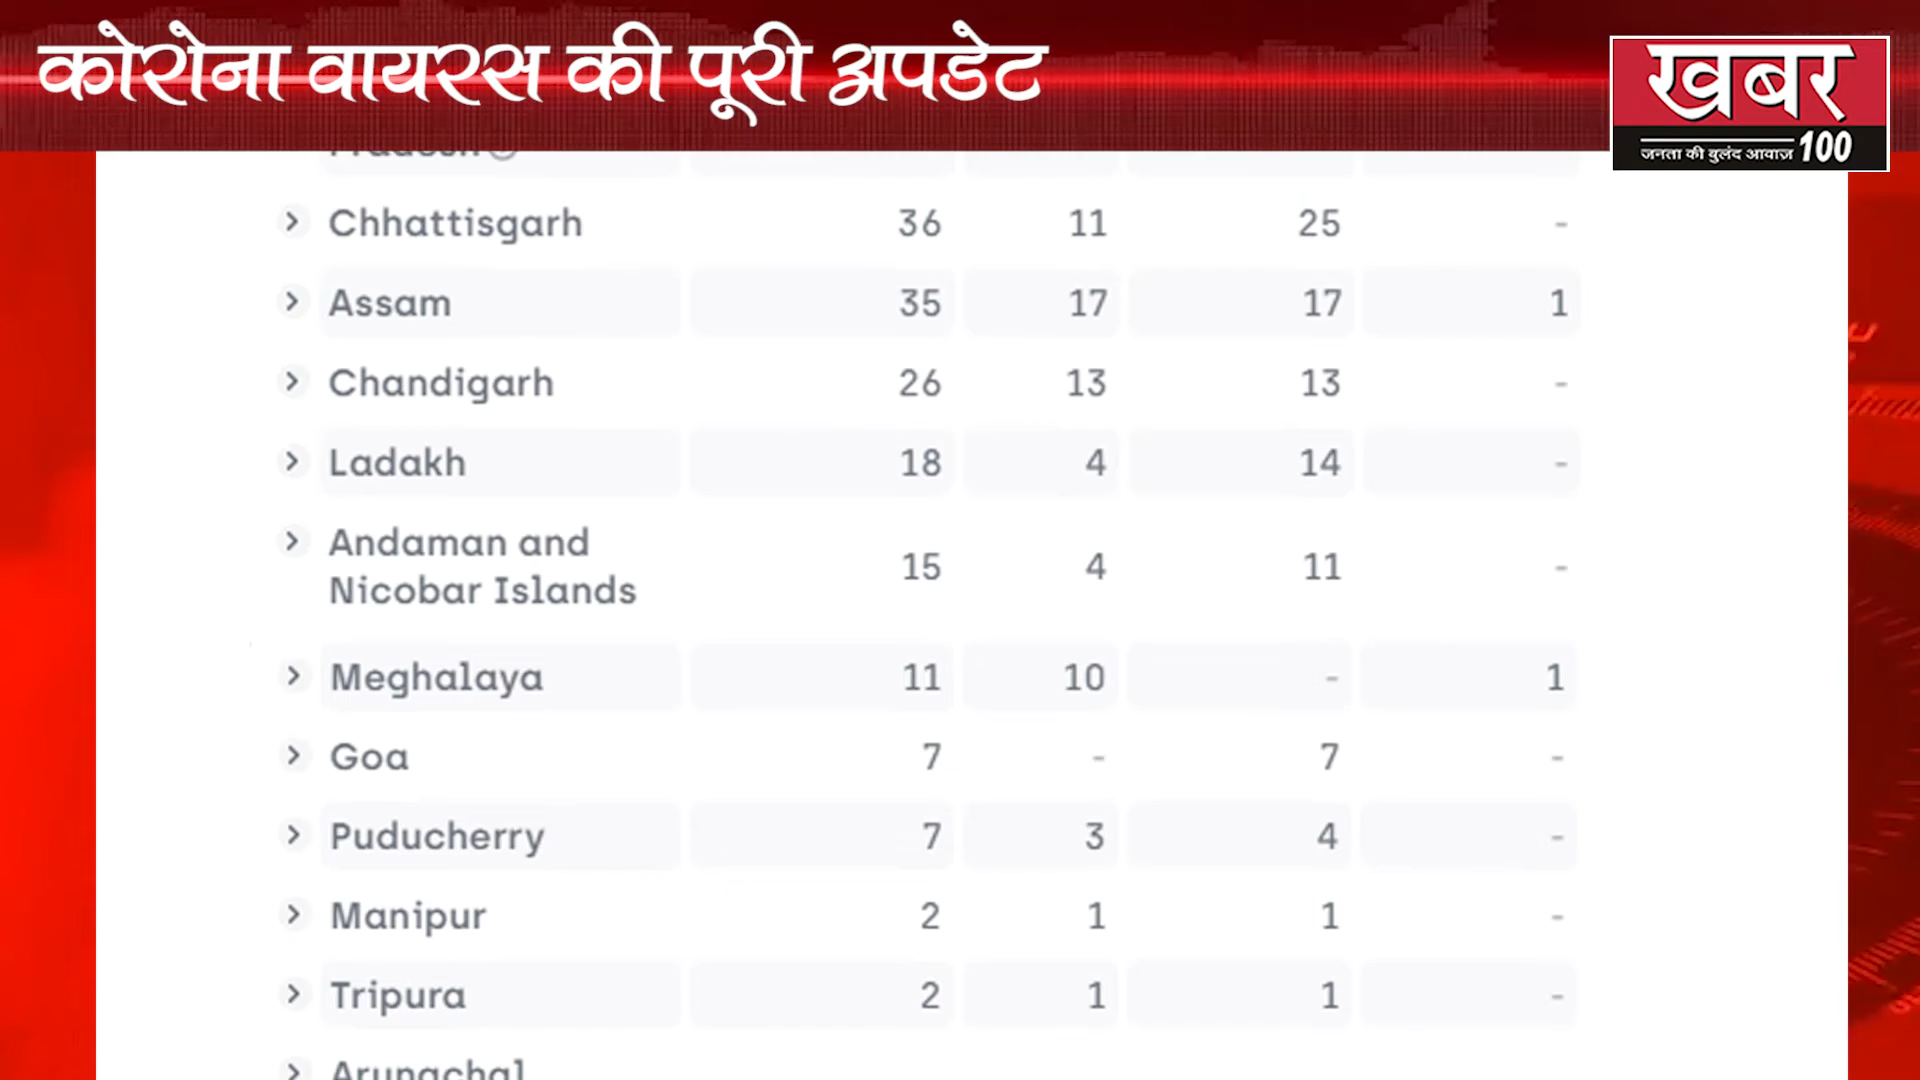 कोरोना वायरस की पूरी अपडेट
खबर
जनता की बुलंद आवाज़ 100
Pradesh
Chhattisgarh 36 11 25 -
Assam 35 17 17 1
Chandigarh 26 13 13 -
Ladakh 18 4 14 -
Andaman and
Nicobar Islands 15 4 11 -
Meghalaya 11 10 - 1
Goa 7 - 7 -
Puducherry 7 3 4 -
Manipur 2 1 1 -
Tripura 2 1 1 -
Arunachal